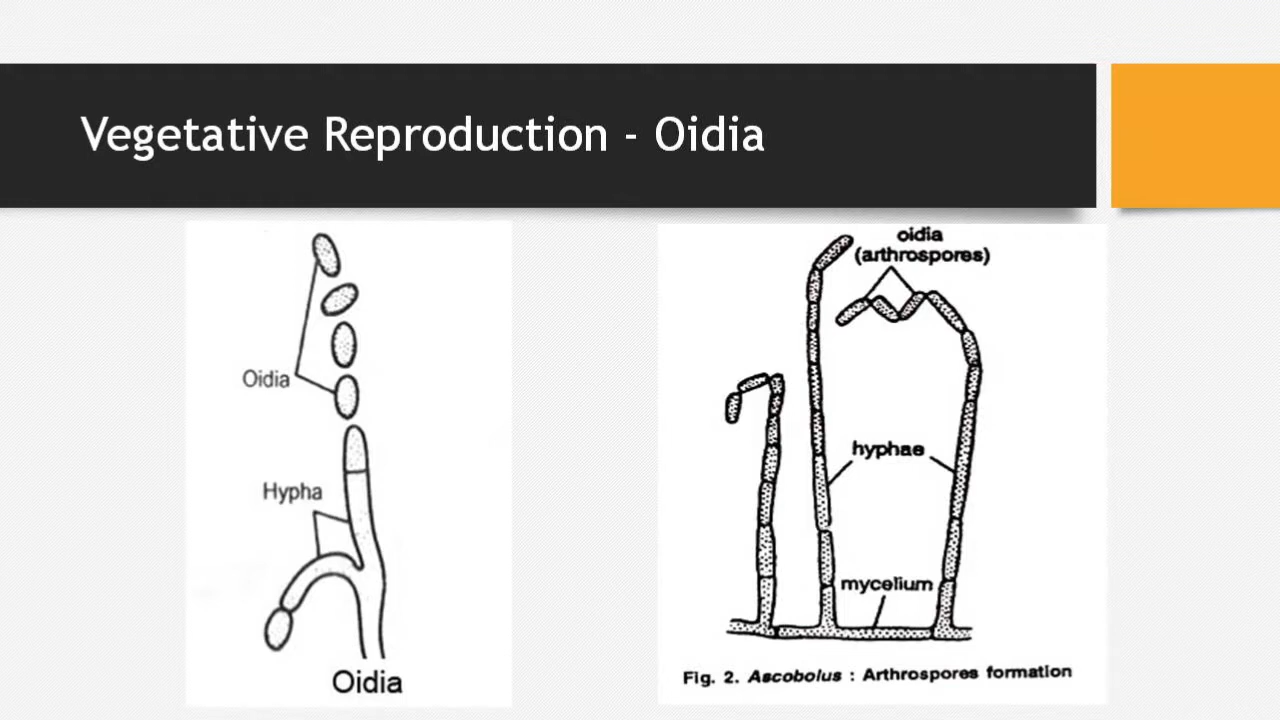 Vegetative Reproduction - Oidia
Oidia
Hypha
Oidia
oidia
(arthrospores)
hyphae
mycelium
Fig. 2. Ascobolus : Arthrospores formation